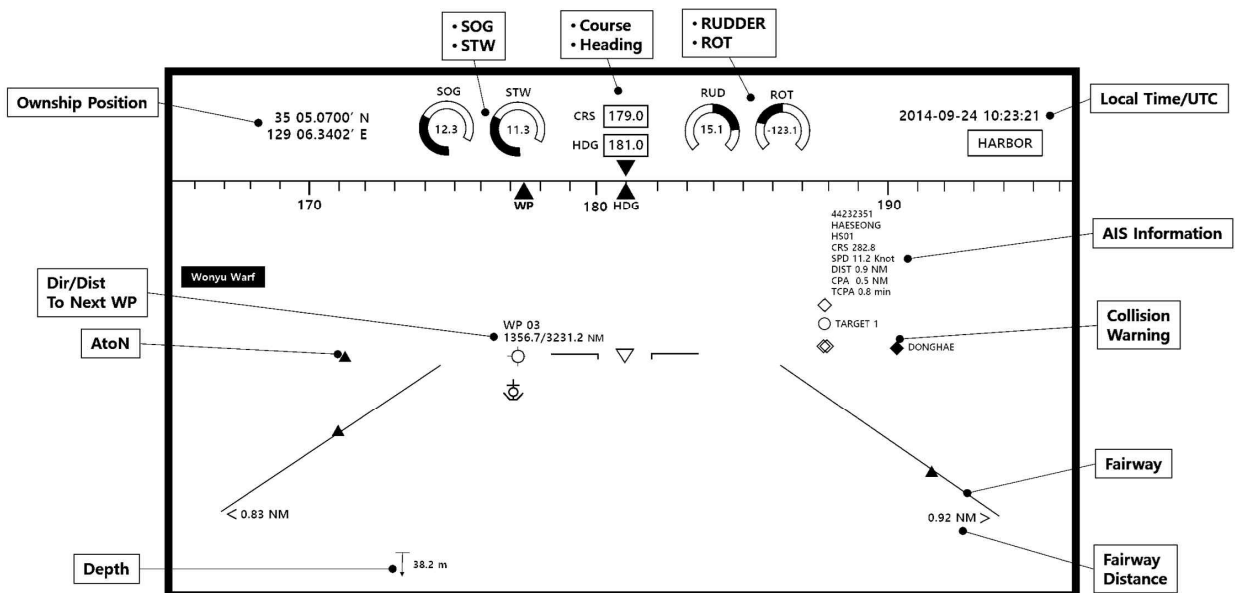 • SOG
• STW
• Course
• Heading
• RUDDER
• ROT
Ownship Position
Local Time/UTC
35 05.0700′ N
129 06.3402′ E
SOG
12.3
STW
11.3
CRS 179.0
HDG 181.0
RUD
15.1
ROT
-123.1
2014-09-24 10:23:21
HARBOR
170
WP
180
HDG
190
44232351
HAESEONG
HS01
CRS 282.8
SPD 11.2 Knot
DIST 0.9 NM
CPA 0.5 NM
TCPA 0.8 min
AIS Information
Wonyu Warf
Dir/Dist
To Next WP
WP 03
1356.7/3231.2 NM
TARGET 1
Collision
Warning
AtoN
DONGHAE
Fairway
< 0.83 NM
0.92 NM >
Depth
38.2 m
Fairway
Distance